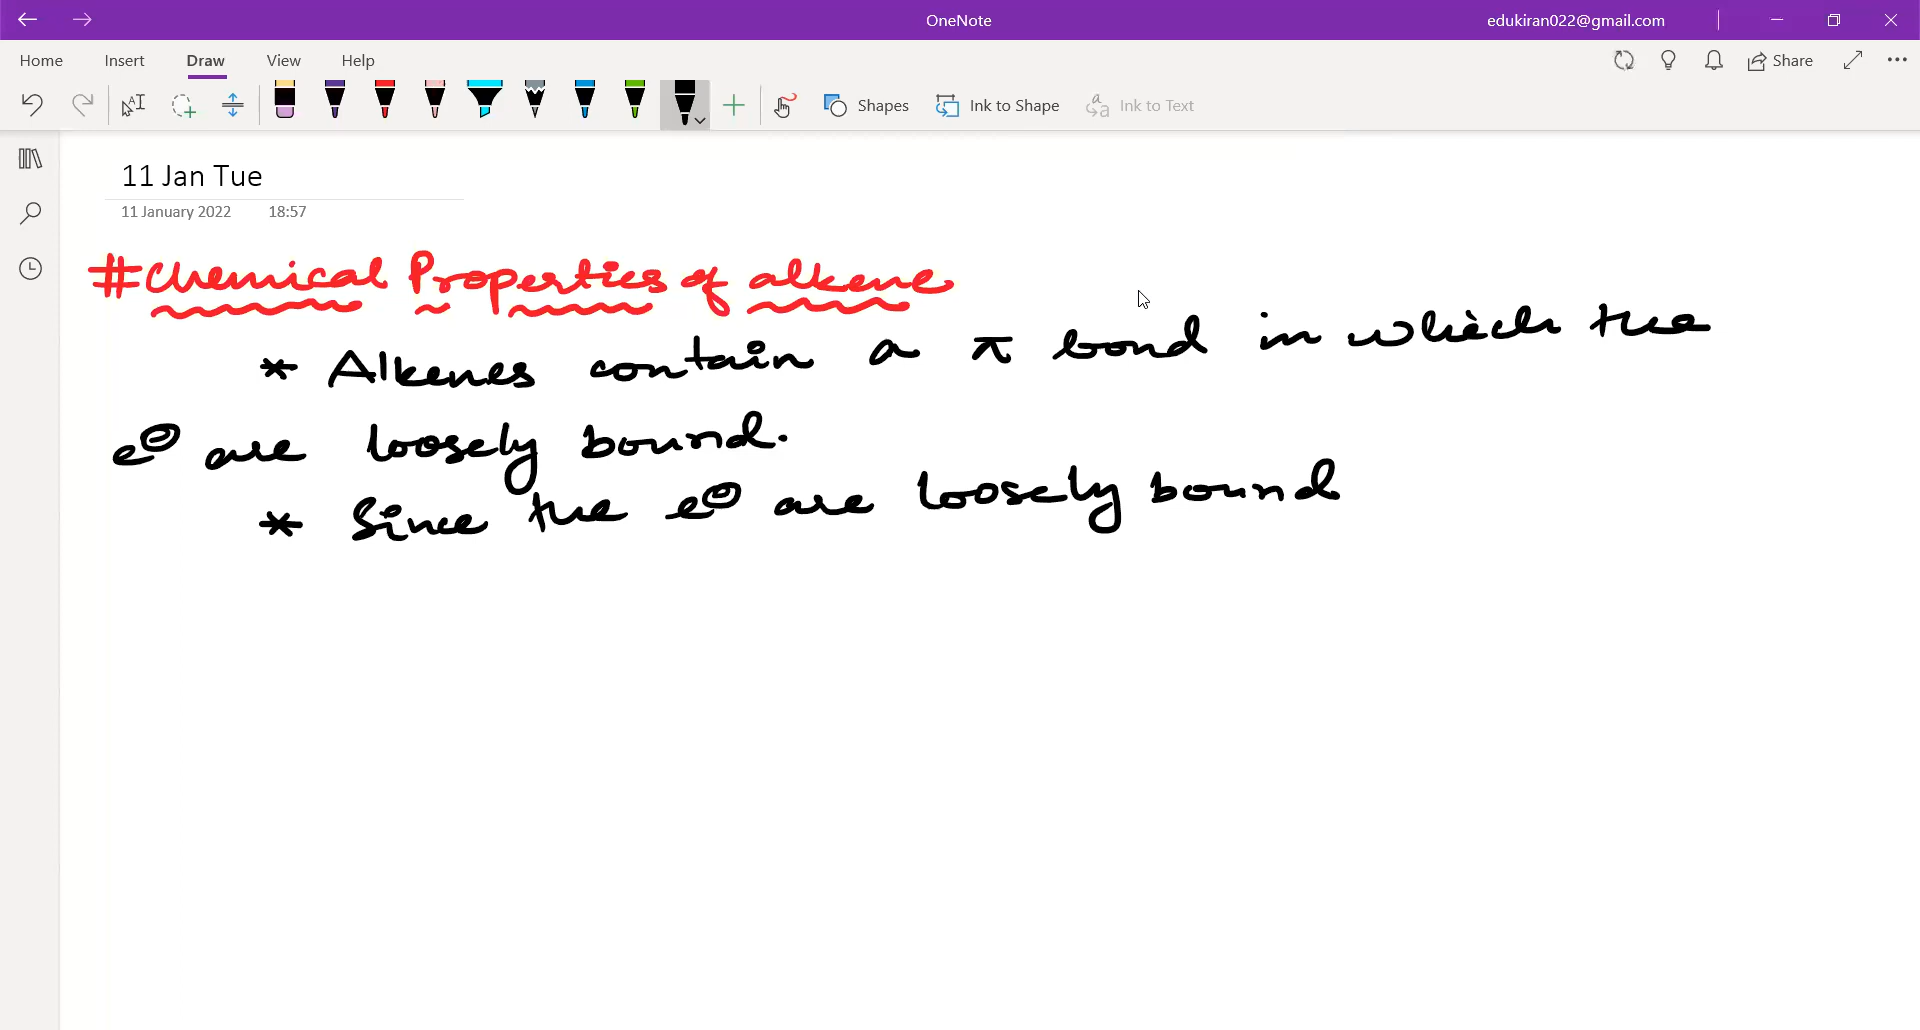 OneNote
edukiran022@gmail.com
Home Insert Draw View Help
Share
Shapes Ink to Shape Ink to Text
11 Jan Tue
11 January 2022 18:57
#Chemical Properties of alkene
* Alkenes contain a π bond in which the
e⊖ are loosely bound.
* Since the e⊖ are loosely bound